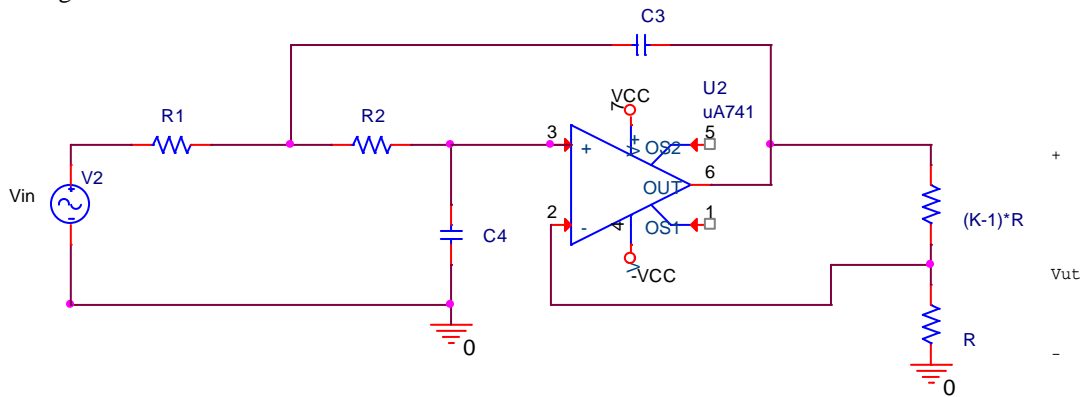 C3
U2
uA741
R1
R2
VCC
7
V+
3
+
OS2
5
OUT
6
2
-
OS1
1
4
V-
-VCC
V2
Vin
C4
0
(K-1)*R
R
0
+
Vut
-